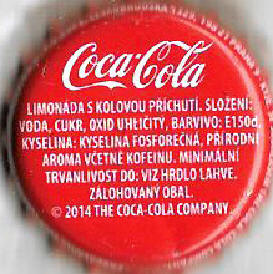 Coca-Cola
LIMONÁDA S KOLOVOU PŘÍCHUTÍ. SLOŽENÍ:
VODA, CUKR, OXID UHLIČITÝ, BARVIVO: E150d,
KYSELINA: KYSELINA FOSFOREČNÁ, PŘÍRODNÍ
AROMA VČETNĚ KOFEINU. MINIMÁLNÍ
TRVANLIVOST DO: VIZ HRDLO LAHVE.
ZÁLOHOVANÝ OBAL.
© 2014 THE COCA-COLA COMPANY.